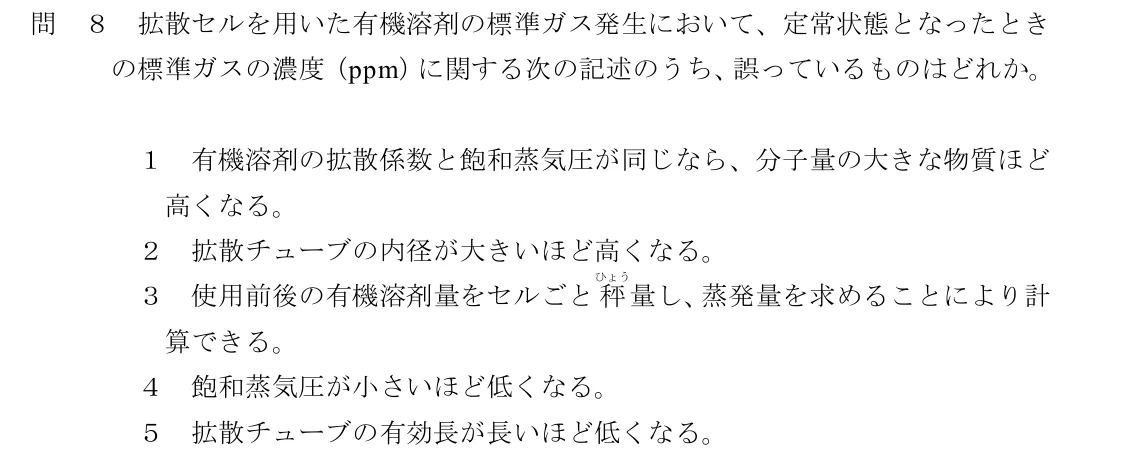 問　８　拡散セルを用いた有機溶剤の標準ガス発生において、定常状態となったとき
の標準ガスの濃度（ppm）に関する次の記述のうち、誤っているものはどれか。
１　有機溶剤の拡散係数と飽和蒸気圧が同じなら、分子量の大きな物質ほど
高くなる。
２　拡散チューブの内径が大きいほど高くなる。
ひょう
３　使用前後の有機溶剤量をセルごと秤量し、蒸発量を求めることにより計
算できる。
４　飽和蒸気圧が小さいほど低くなる。
５　拡散チューブの有効長が長いほど低くなる。